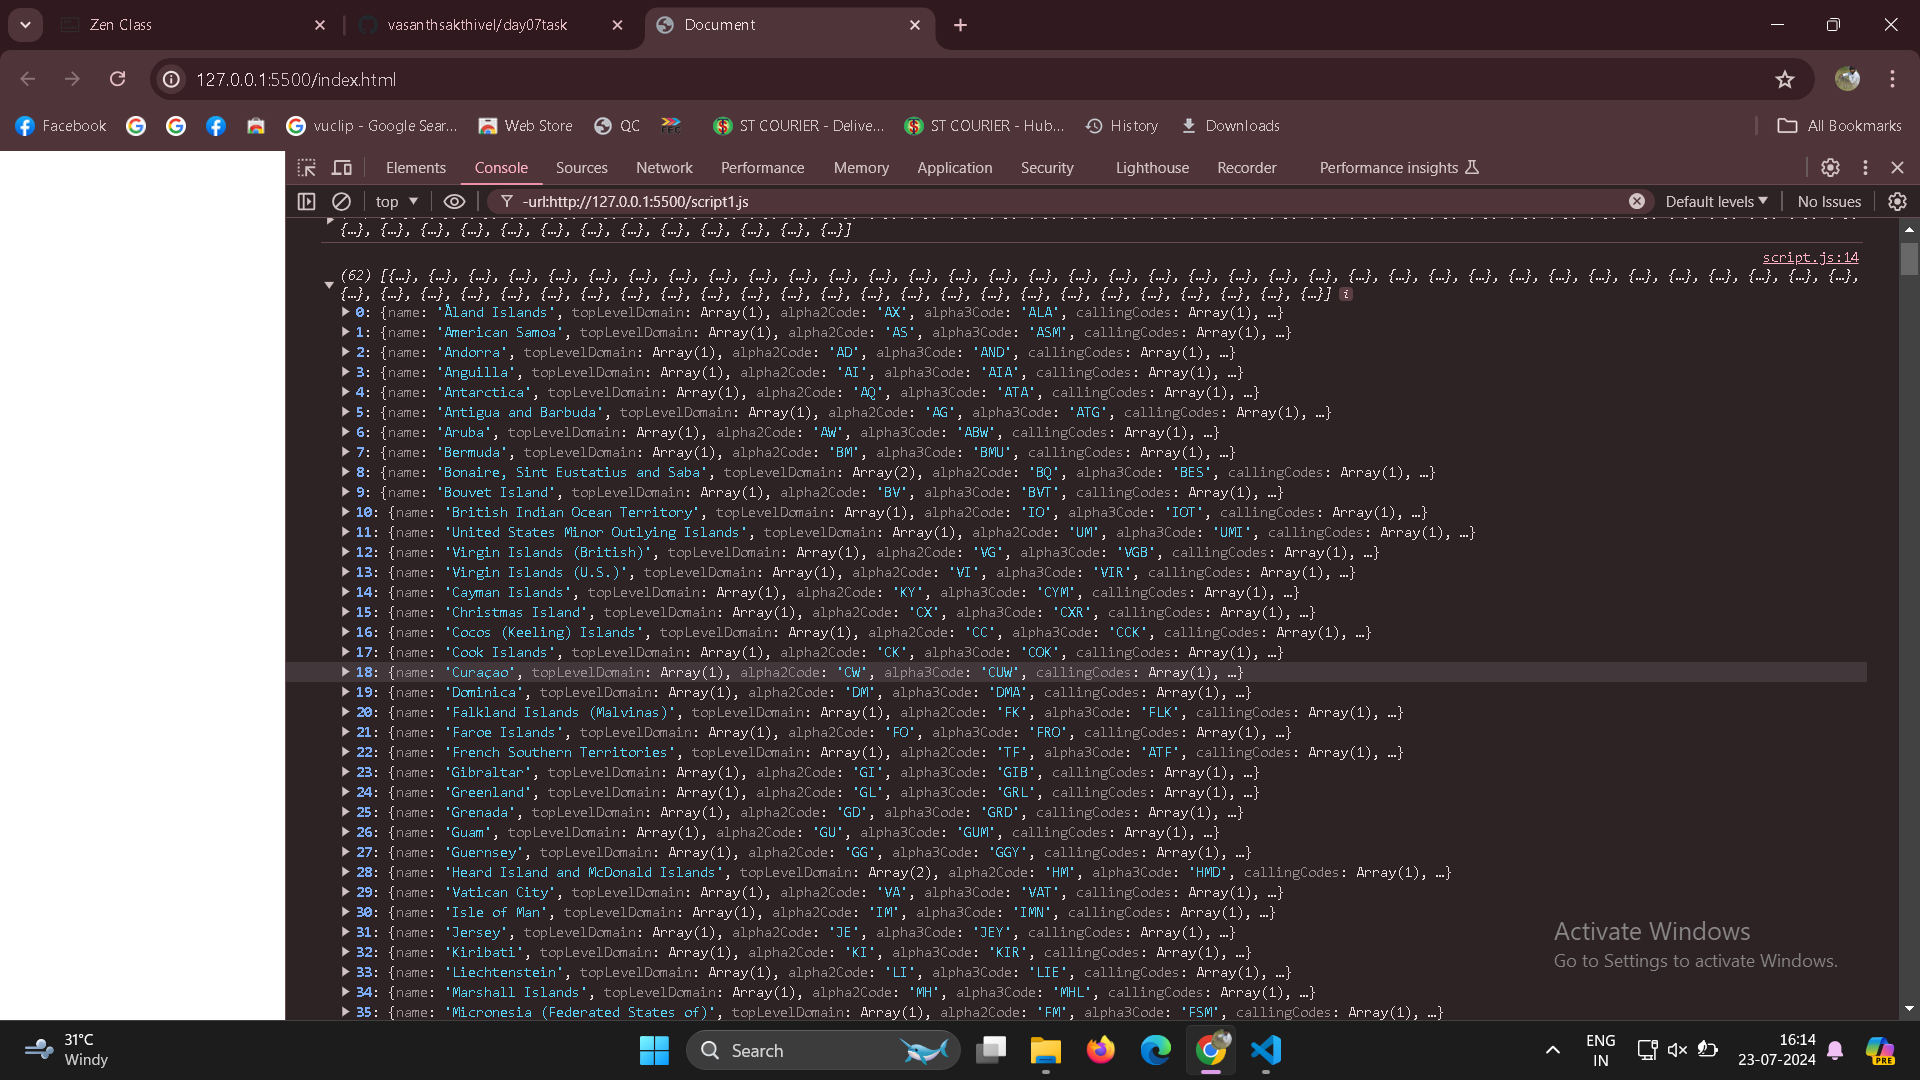 Zen Class
vasanthsakthivel/day07task
Document
127.0.0.1:5500/index.html
Facebook
vuclip - Google Sear...
Web Store
QC
ST COURIER - Delive...
ST COURIER - Hub...
History
Downloads
All Bookmarks
Elements Console Sources Network Performance Memory Application Security Lighthouse Recorder Performance insights
top
-url:http://127.0.0.1:5500/script1.js
Default levels
No Issues
{…}, {…}, {…}, {…}, {…}, {…}, {…}, {…}, {…}, {…}, {…}, {…}, {…}]
script.js:14
(62) [{…}, {…}, {…}, {…}, {…}, {…}, {…}, {…}, {…}, {…}, {…}, {…}, {…}, {…}, {…}, {…}, {…}, {…}, {…}, {…}, {…}, {…}, {…}, {…}, {…}, {…}, {…}, {…}, {…}, {…}, {…}, {…}, {…}, {…}, {…}, {…}, {…},
{…}, {…}, {…}, {…}, {…}, {…}, {…}, {…}, {…}, {…}, {…}, {…}, {…}, {…}, {…}, {…}, {…}, {…}, {…}, {…}, {…}, {…}, {…}, {…}, {…}] i
0: {name: 'Åland Islands', topLevelDomain: Array(1), alpha2Code: 'AX', alpha3Code: 'ALA', callingCodes: Array(1), …}
1: {name: 'American Samoa', topLevelDomain: Array(1), alpha2Code: 'AS', alpha3Code: 'ASM', callingCodes: Array(1), …}
2: {name: 'Andorra', topLevelDomain: Array(1), alpha2Code: 'AD', alpha3Code: 'AND', callingCodes: Array(1), …}
3: {name: 'Anguilla', topLevelDomain: Array(1), alpha2Code: 'AI', alpha3Code: 'AIA', callingCodes: Array(1), …}
4: {name: 'Antarctica', topLevelDomain: Array(1), alpha2Code: 'AQ', alpha3Code: 'ATA', callingCodes: Array(1), …}
5: {name: 'Antigua and Barbuda', topLevelDomain: Array(1), alpha2Code: 'AG', alpha3Code: 'ATG', callingCodes: Array(1), …}
6: {name: 'Aruba', topLevelDomain: Array(1), alpha2Code: 'AW', alpha3Code: 'ABW', callingCodes: Array(1), …}
7: {name: 'Bermuda', topLevelDomain: Array(1), alpha2Code: 'BM', alpha3Code: 'BMU', callingCodes: Array(1), …}
8: {name: 'Bonaire, Sint Eustatius and Saba', topLevelDomain: Array(2), alpha2Code: 'BQ', alpha3Code: 'BES', callingCodes: Array(1), …}
9: {name: 'Bouvet Island', topLevelDomain: Array(1), alpha2Code: 'BV', alpha3Code: 'BVT', callingCodes: Array(1), …}
10: {name: 'British Indian Ocean Territory', topLevelDomain: Array(1), alpha2Code: 'IO', alpha3Code: 'IOT', callingCodes: Array(1), …}
11: {name: 'United States Minor Outlying Islands', topLevelDomain: Array(1), alpha2Code: 'UM', alpha3Code: 'UMI', callingCodes: Array(1), …}
12: {name: 'Virgin Islands (British)', topLevelDomain: Array(1), alpha2Code: 'VG', alpha3Code: 'VGB', callingCodes: Array(1), …}
13: {name: 'Virgin Islands (U.S.)', topLevelDomain: Array(1), alpha2Code: 'VI', alpha3Code: 'VIR', callingCodes: Array(1), …}
14: {name: 'Cayman Islands', topLevelDomain: Array(1), alpha2Code: 'KY', alpha3Code: 'CYM', callingCodes: Array(1), …}
15: {name: 'Christmas Island', topLevelDomain: Array(1), alpha2Code: 'CX', alpha3Code: 'CXR', callingCodes: Array(1), …}
16: {name: 'Cocos (Keeling) Islands', topLevelDomain: Array(1), alpha2Code: 'CC', alpha3Code: 'CCK', callingCodes: Array(1), …}
17: {name: 'Cook Islands', topLevelDomain: Array(1), alpha2Code: 'CK', alpha3Code: 'COK', callingCodes: Array(1), …}
18: {name: 'Curaçao', topLevelDomain: Array(1), alpha2Code: 'CW', alpha3Code: 'CUW', callingCodes: Array(1), …}
19: {name: 'Dominica', topLevelDomain: Array(1), alpha2Code: 'DM', alpha3Code: 'DMA', callingCodes: Array(1), …}
20: {name: 'Falkland Islands (Malvinas)', topLevelDomain: Array(1), alpha2Code: 'FK', alpha3Code: 'FLK', callingCodes: Array(1), …}
21: {name: 'Faroe Islands', topLevelDomain: Array(1), alpha2Code: 'FO', alpha3Code: 'FRO', callingCodes: Array(1), …}
22: {name: 'French Southern Territories', topLevelDomain: Array(1), alpha2Code: 'TF', alpha3Code: 'ATF', callingCodes: Array(1), …}
23: {name: 'Gibraltar', topLevelDomain: Array(1), alpha2Code: 'GI', alpha3Code: 'GIB', callingCodes: Array(1), …}
24: {name: 'Greenland', topLevelDomain: Array(1), alpha2Code: 'GL', alpha3Code: 'GRL', callingCodes: Array(1), …}
25: {name: 'Grenada', topLevelDomain: Array(1), alpha2Code: 'GD', alpha3Code: 'GRD', callingCodes: Array(1), …}
26: {name: 'Guam', topLevelDomain: Array(1), alpha2Code: 'GU', alpha3Code: 'GUM', callingCodes: Array(1), …}
27: {name: 'Guernsey', topLevelDomain: Array(1), alpha2Code: 'GG', alpha3Code: 'GGY', callingCodes: Array(1), …}
28: {name: 'Heard Island and McDonald Islands', topLevelDomain: Array(2), alpha2Code: 'HM', alpha3Code: 'HMD', callingCodes: Array(1), …}
29: {name: 'Vatican City', topLevelDomain: Array(1), alpha2Code: 'VA', alpha3Code: 'VAT', callingCodes: Array(1), …}
30: {name: 'Isle of Man', topLevelDomain: Array(1), alpha2Code: 'IM', alpha3Code: 'IMN', callingCodes: Array(1), …}
31: {name: 'Jersey', topLevelDomain: Array(1), alpha2Code: 'JE', alpha3Code: 'JEY', callingCodes: Array(1), …}
32: {name: 'Kiribati', topLevelDomain: Array(1), alpha2Code: 'KI', alpha3Code: 'KIR', callingCodes: Array(1), …}
33: {name: 'Liechtenstein', topLevelDomain: Array(1), alpha2Code: 'LI', alpha3Code: 'LIE', callingCodes: Array(1), …}
34: {name: 'Marshall Islands', topLevelDomain: Array(1), alpha2Code: 'MH', alpha3Code: 'MHL', callingCodes: Array(1), …}
35: {name: 'Micronesia (Federated States of)', topLevelDomain: Array(1), alpha2Code: 'FM', alpha3Code: 'FSM', callingCodes: Array(1), …}
Activate Windows
Go to Settings to activate Windows.
31°C
Windy
Search
ENG
IN
16:14
23-07-2024
PRE